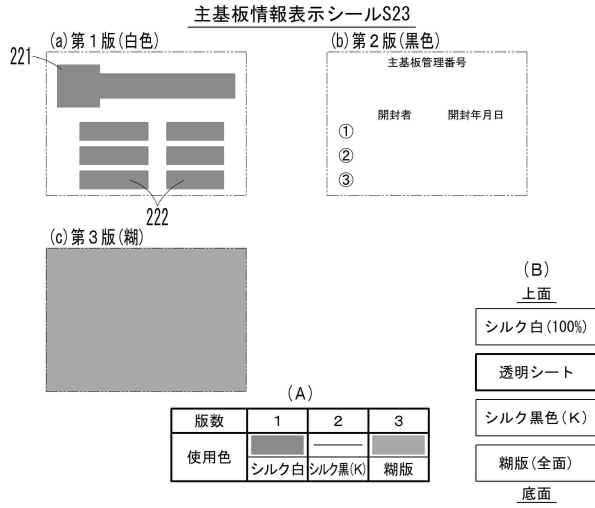 主基板情報表示シールS23
(a)第1版(白色)
221
222
(b)第2版(黒色)
主基板管理番号
開封者 開封年月日
①
②
③
(c)第3版(糊)
(A)
版数 1 2 3
使用色 シルク白 シルク黒(K) 糊版
(B)
上面
シルク白(100%)
透明シート
シルク黒色(K)
糊版(全面)
底面